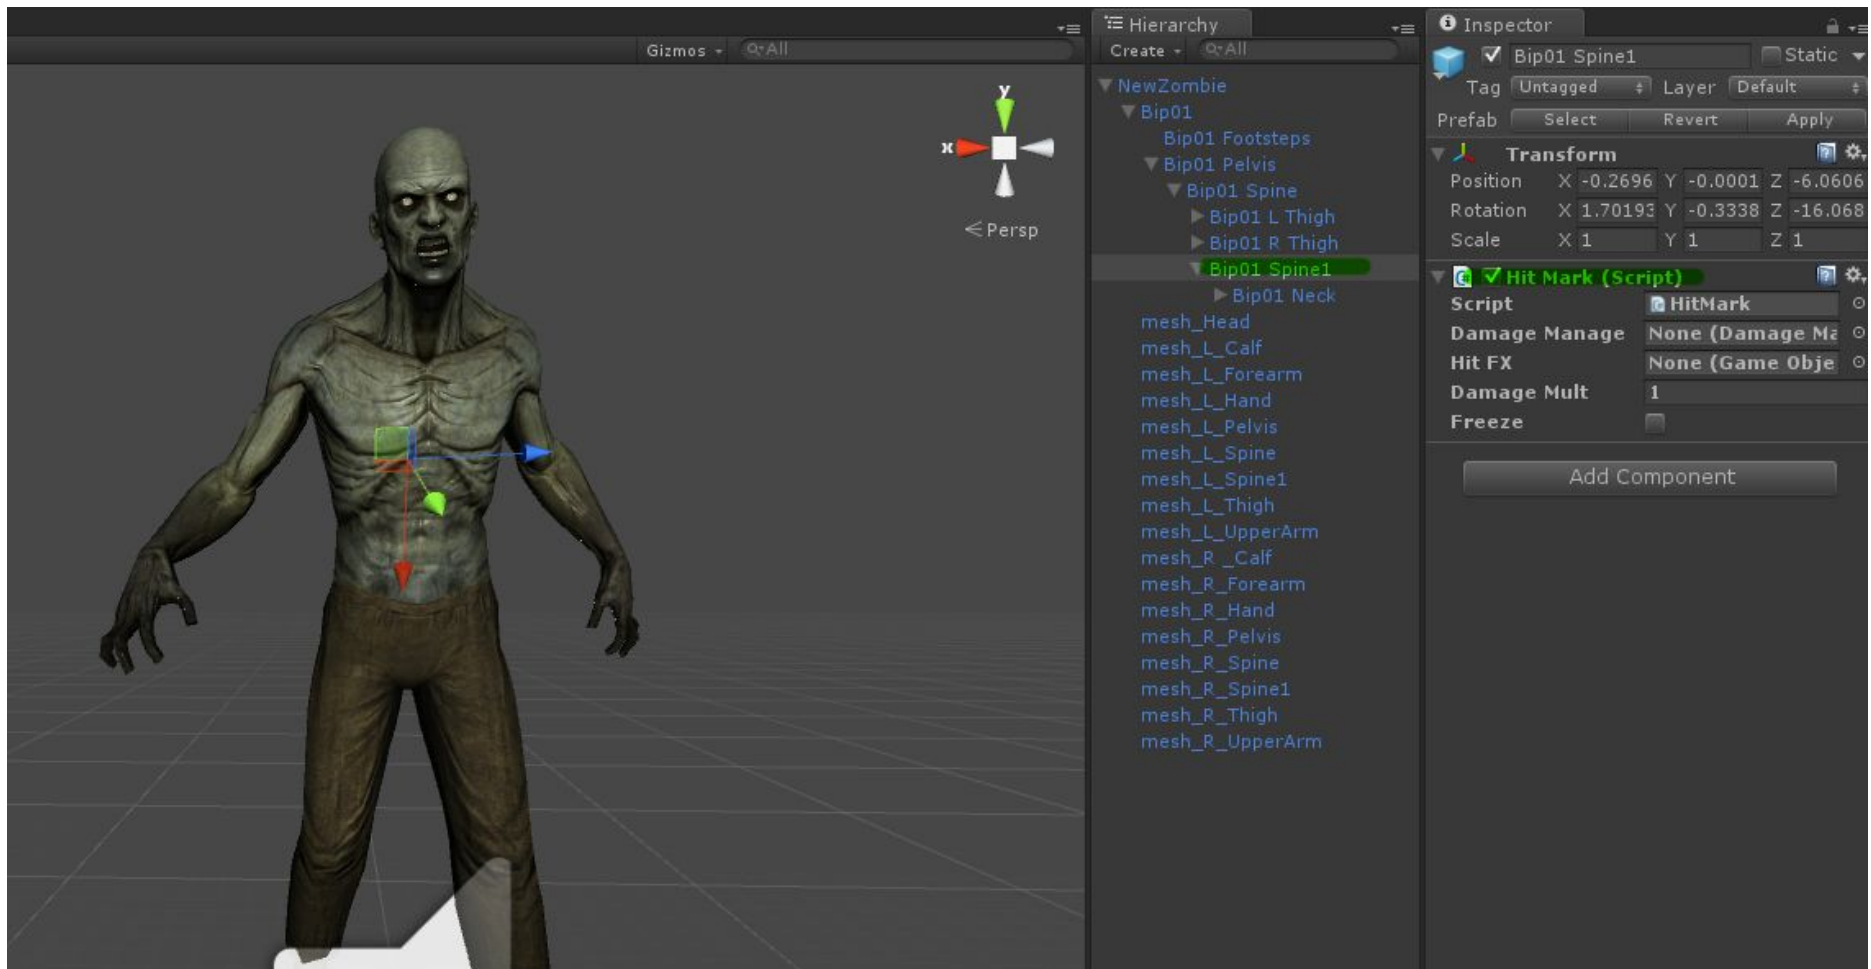 Gizmos
All
y
x
Persp
Hierarchy
Create
All
NewZombie
Bip01
Bip01 Footsteps
Bip01 Pelvis
Bip01 Spine
Bip01 L Thigh
Bip01 R Thigh
Bip01 Spine1
Bip01 Neck
mesh_Head
mesh_L_Calf
mesh_L_Forearm
mesh_L_Hand
mesh_L_Pelvis
mesh_L_Spine
mesh_L_Spine1
mesh_L_Thigh
mesh_L_UpperArm
mesh_R _Calf
mesh_R_Forearm
mesh_R_Hand
mesh_R_Pelvis
mesh_R_Spine
mesh_R_Spine1
mesh_R_Thigh
mesh_R_UpperArm
Inspector
Bip01 Spine1 Static
Tag Untagged Layer Default
Prefab Select Revert Apply
Transform
Position X -0.2696 Y -0.0001 Z -6.0606
Rotation X 1.70193 Y -0.3338 Z -16.068
Scale X 1 Y 1 Z 1
Hit Mark (Script)
Script HitMark
Damage Manage None (Damage Ma
Hit FX None (Game Obje
Damage Mult 1
Freeze
Add Component